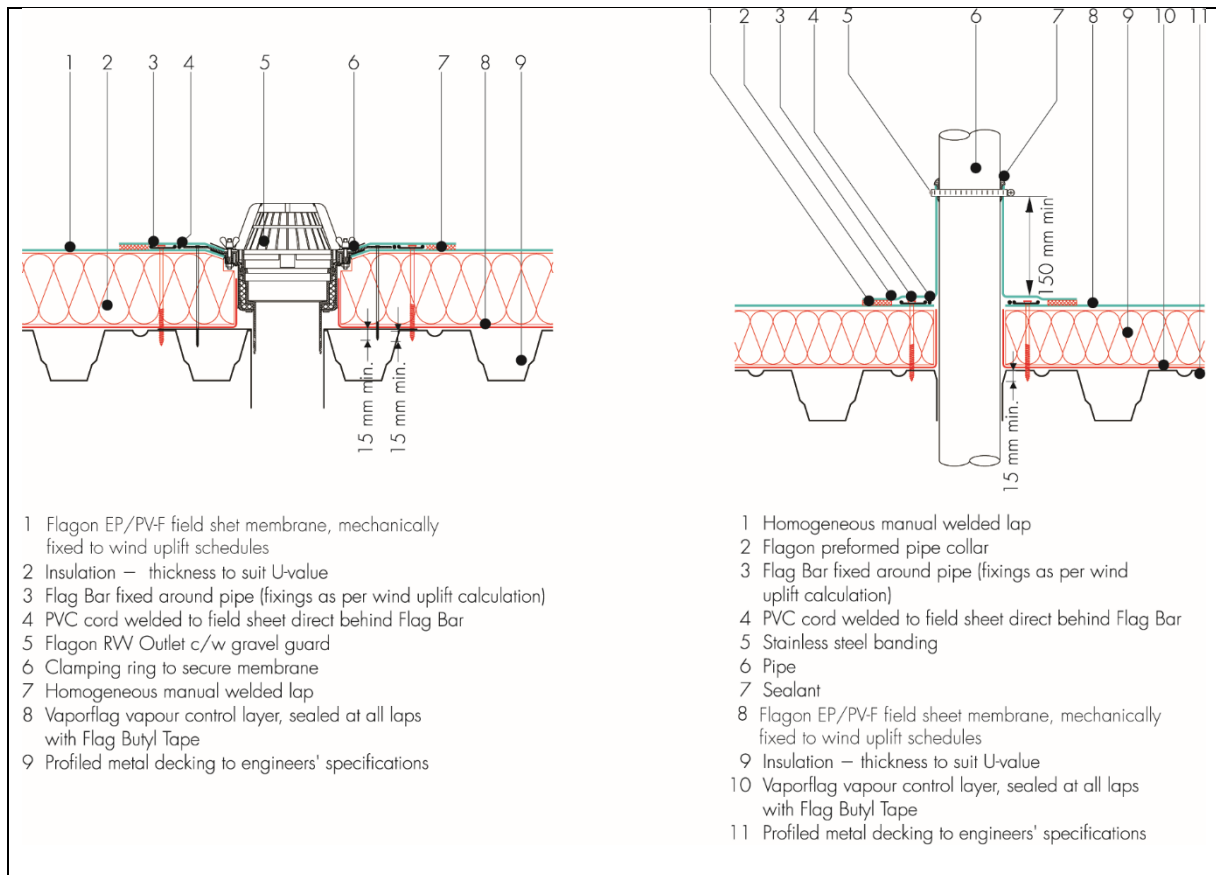 1 2 3 4 5 6 7 8 9
15 mm min.
15 mm min.
1 Flagon EP/PV-F field shet membrane, mechanically
fixed to wind uplift schedules
2 Insulation – thickness to suit U-value
3 Flag Bar fixed around pipe (fixings as per wind uplift calculation)
4 PVC cord welded to field sheet direct behind Flag Bar
5 Flagon RW Outlet c/w gravel guard
6 Clamping ring to secure membrane
7 Homogeneous manual welded lap
8 Vaporflag vapour control layer, sealed at all laps
with Flag Butyl Tape
9 Profiled metal decking to engineers' specifications
1 2 3 4 5 6 7 8 9 10 11
150 mm min
15 mm min.
1 Homogeneous manual welded lap
2 Flagon preformed pipe collar
3 Flag Bar fixed around pipe (fixings as per wind
uplift calculation)
4 PVC cord welded to field sheet direct behind Flag Bar
5 Stainless steel banding
6 Pipe
7 Sealant
8 Flagon EP/PV-F field sheet membrane, mechanically
fixed to wind uplift schedules
9 Insulation – thickness to suit U-value
10 Vaporflag vapour control layer, sealed at all laps
with Flag Butyl Tape
11 Profiled metal decking to engineers' specifications